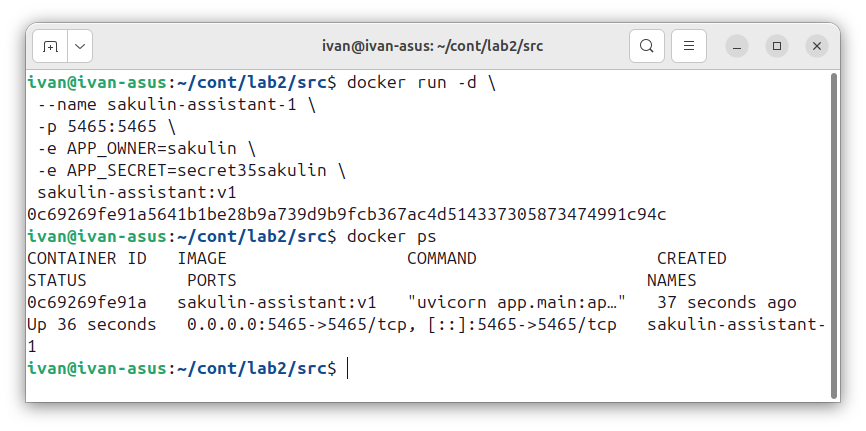 ivan@ivan-asus: ~/cont/lab2/src
ivan@ivan-asus:~/cont/lab2/src$ docker run -d \
 --name sakulin-assistant-1 \
 -p 5465:5465 \
 -e APP_OWNER=sakulin \
 -e APP_SECRET=secret35sakulin \
 sakulin-assistant:v1
0c69269fe91a5641b1be28b9a739d9b9fcb367ac4d514337305873474991c94c
ivan@ivan-asus:~/cont/lab2/src$ docker ps
CONTAINER ID   IMAGE                  COMMAND                  CREATED
STATUS          PORTS                                         NAMES
0c69269fe91a   sakulin-assistant:v1   "uvicorn app.main:ap…"   37 seconds ago
Up 36 seconds   0.0.0.0:5465->5465/tcp, [::]:5465->5465/tcp   sakulin-assistant-
1
ivan@ivan-asus:~/cont/lab2/src$